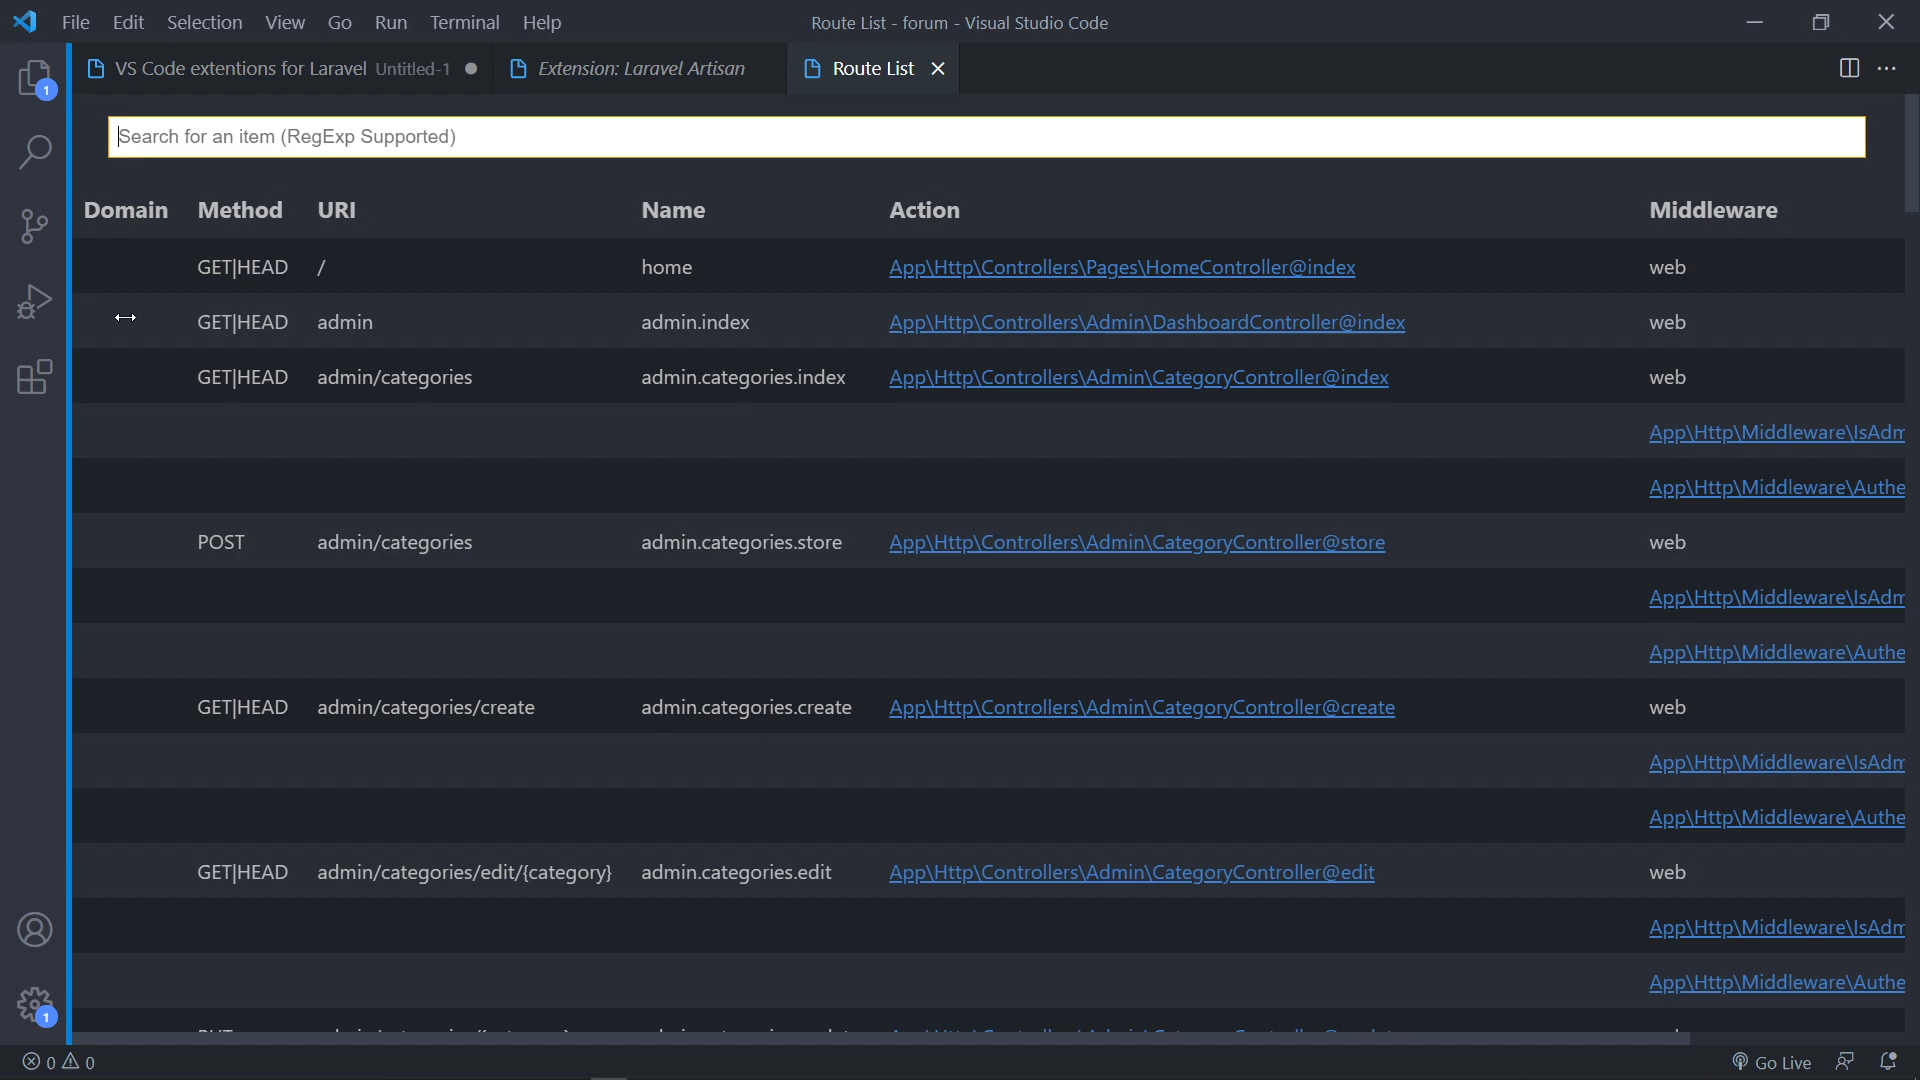 File Edit Selection View Go Run Terminal Help Route List - forum - Visual Studio Code
VS Code extentions for Laravel Untitled-1 Extension: Laravel Artisan Route List
1
Search for an item (RegExp Supported)
Domain Method URI Name Action Middleware
GET|HEAD / home App\Http\Controllers\Pages\HomeController@index web
GET|HEAD admin admin.index App\Http\Controllers\Admin\DashboardController@index web
GET|HEAD admin/categories admin.categories.index App\Http\Controllers\Admin\CategoryController@index web
App\Http\Middleware\IsAdm
App\Http\Middleware\Authe
POST admin/categories admin.categories.store App\Http\Controllers\Admin\CategoryController@store web
App\Http\Middleware\IsAdm
App\Http\Middleware\Authe
GET|HEAD admin/categories/create admin.categories.create App\Http\Controllers\Admin\CategoryController@create web
App\Http\Middleware\IsAdm
App\Http\Middleware\Authe
GET|HEAD admin/categories/edit/{category} admin.categories.edit App\Http\Controllers\Admin\CategoryController@edit web
App\Http\Middleware\IsAdm
App\Http\Middleware\Authe
1
0 0 Go Live